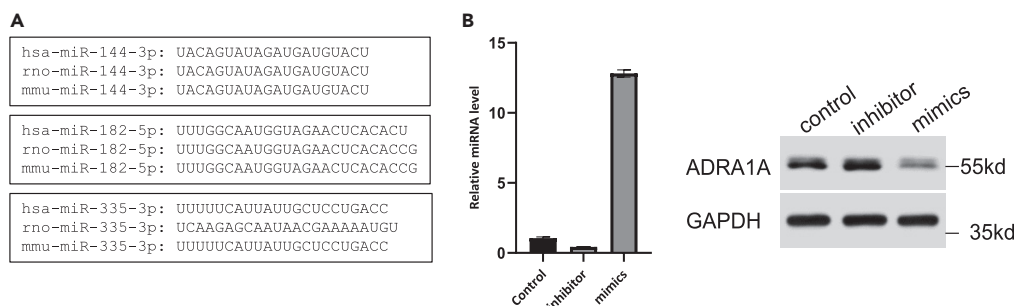 A
hsa-miR-144-3p: UACAGUAUAGAUGAUGUACU
rno-miR-144-3p: UACAGUAUAGAUGAUGUACU
mmu-miR-144-3p: UACAGUAUAGAUGAUGUACU
hsa-miR-182-5p: UUUGGCAAUGGUAGAACUCACACU
rno-miR-182-5p: UUUGGCAAUGGUAGAACUCACACCG
mmu-miR-182-5p: UUUGGCAAUGGUAGAACUCACACCG
hsa-miR-335-3p: UUUUUCAUUAUUGCUCCUGACC
rno-miR-335-3p: UCAAGAGCAAUAACGAAAAAUGU
mmu-miR-335-3p: UUUUUCAUUAUUGCUCCUGACC
B
Relative miRNA level
15
10
5
0
Control
inhibitor
mimics
control
inhibitor
mimics
ADRA1A
55kd
GAPDH
35kd